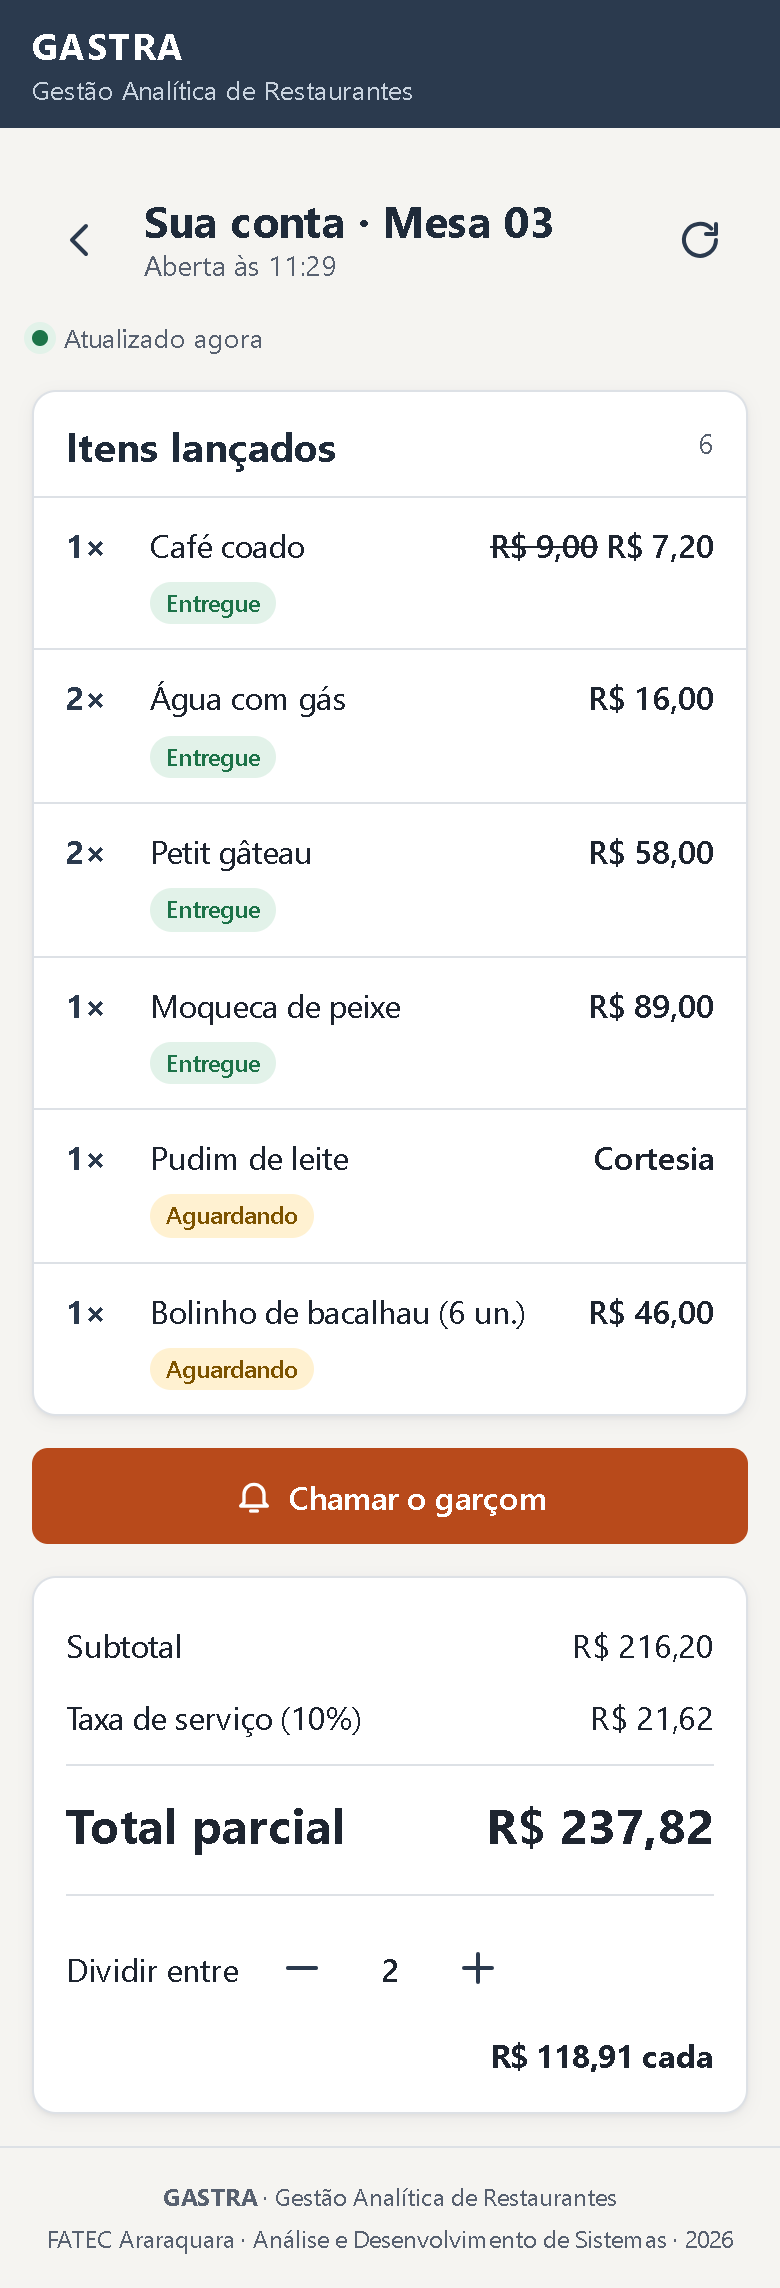 GASTRA
Gestão Analítica de Restaurantes
Sua conta · Mesa 03
Aberta às 11:29
Atualizado agora
Itens lançados 6
1× Café coado R$ 9,00 R$ 7,20
Entregue
2× Água com gás R$ 16,00
Entregue
2× Petit gâteau R$ 58,00
Entregue
1× Moqueca de peixe R$ 89,00
Entregue
1× Pudim de leite Cortesia
Aguardando
1× Bolinho de bacalhau (6 un.) R$ 46,00
Aguardando
Chamar o garçom
Subtotal R$ 216,20
Taxa de serviço (10%) R$ 21,62
Total parcial R$ 237,82
Dividir entre − 2 +
R$ 118,91 cada
GASTRA · Gestão Analítica de Restaurantes
FATEC Araraquara · Análise e Desenvolvimento de Sistemas · 2026